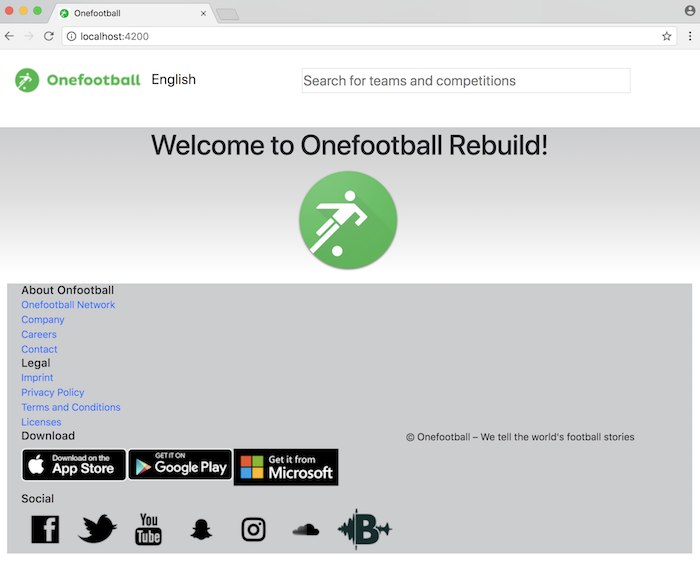 Onefootball
localhost:4200
Onefootball English Search for teams and competitions
Welcome to Onefootball Rebuild!
About Onfootball
Onefootball Network
Company
Careers
Contact
Legal
Imprint
Privacy Policy
Terms and Conditions
Licenses
Download
© Onefootball – We tell the world's football stories
Download on the
App Store
GET IT ON
Google Play
Get it from
Microsoft
Social
f
You
Tube
B